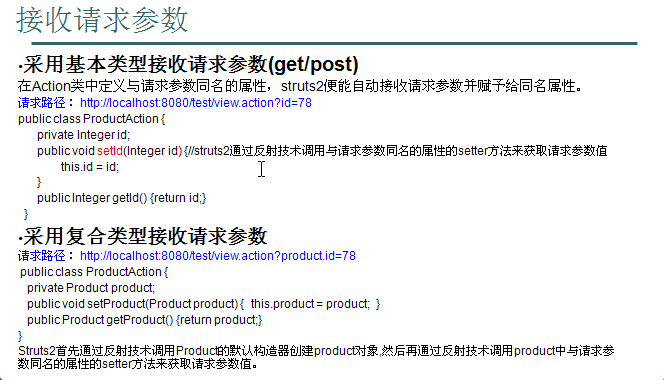 接收请求参数
·采用基本类型接收请求参数(get/post)
在Action类中定义与请求参数同名的属性，struts2便能自动接收请求参数并赋予给同名属性。
请求路径： http://localhost:8080/test/view.action?id=78
public class ProductAction {
private Integer id;
public void setId(Integer id) {//struts2通过反射技术调用与请求参数同名的属性的setter方法来获取请求参数值
this.id = id;
}
public Integer getId() {return id;}
}
·采用复合类型接收请求参数
请求路径： http://localhost:8080/test/view.action?product.id=78
public class ProductAction {
private Product product;
public void setProduct(Product product) { this.product = product; }
public Product getProduct() {return product;}
}
Struts2首先通过反射技术调用Product的默认构造器创建product对象,然后再通过反射技术调用product中与请求参
数同名的属性的setter方法来获取请求参数值。